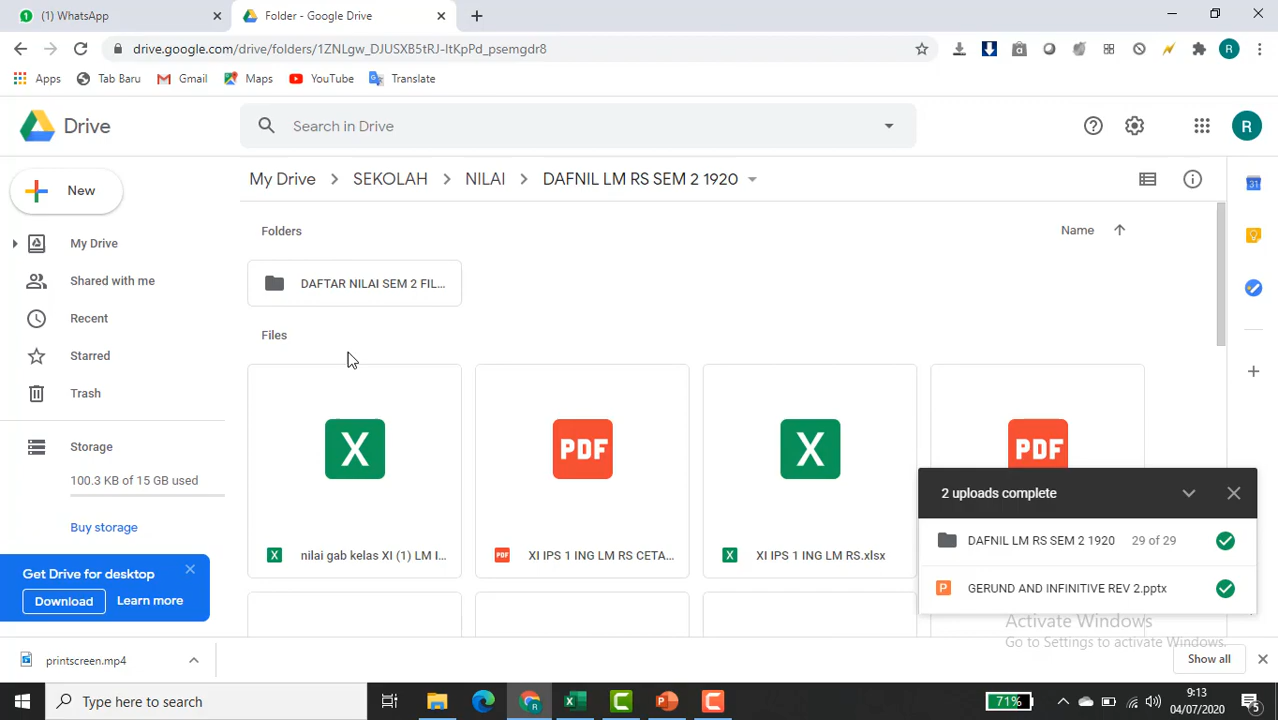 1
(1) WhatsApp
Folder - Google Drive
drive.google.com/drive/folders/1ZNLgw_DJUSXB5tRJ-ItKpPd_psemgdr8
R
Apps
Tab Baru
Gmail
Maps
YouTube
Translate
Drive
Search in Drive
R
New
My Drive
SEKOLAH
NILAI
DAFNIL LM RS SEM 2 1920
31
Folders
Name
My Drive
Shared with me
DAFTAR NILAI SEM 2 FIL...
Recent
Files
Starred
Trash
X
PDF
X
PDF
Storage
100.3 KB of 15 GB used
Buy storage
2 uploads complete
DAFNIL LM RS SEM 2 1920 29 of 29
X nilai gab kelas XI (1) LM I...
PDF XI IPS 1 ING LM RS CETA...
X XI IPS 1 ING LM RS.xlsx
Get Drive for desktop
Download
Learn more
P GERUND AND INFINITIVE REV 2.pptx
Activate Windows
Go to Settings to activate Windows.
printscreen.mp4
Show all
Type here to search
71%
9:13
04/07/2020
5